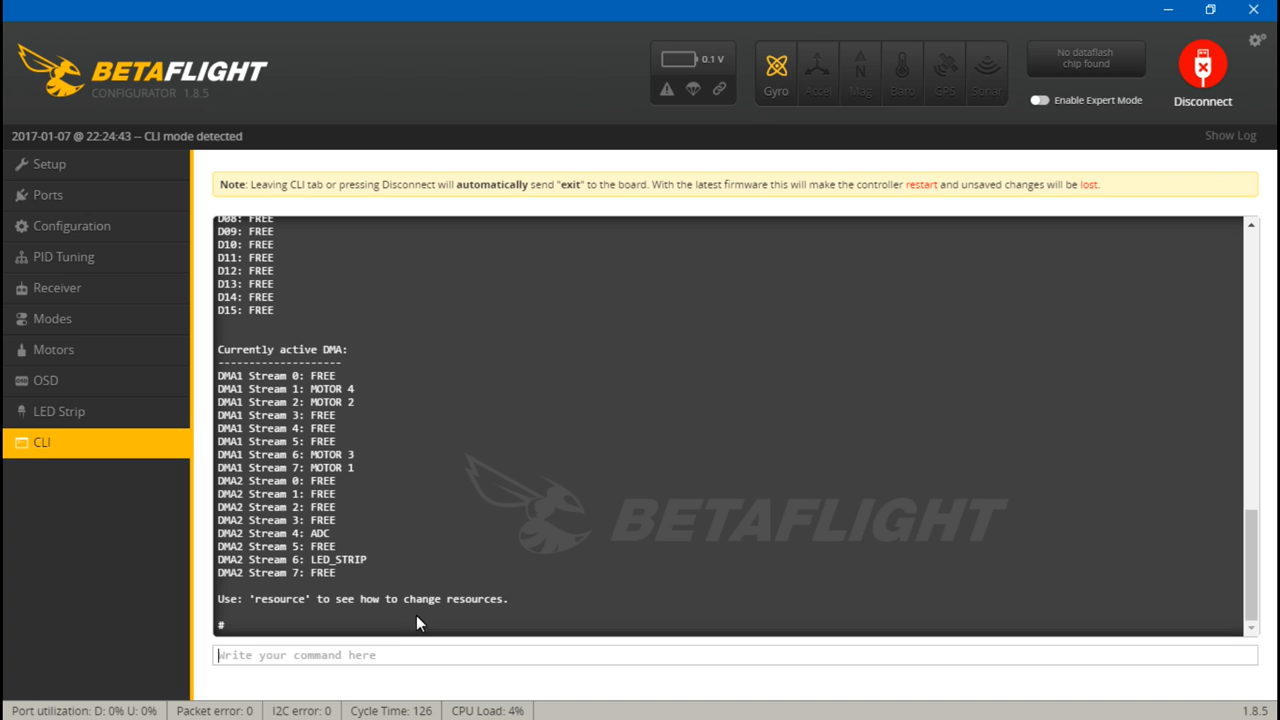 BETAFLIGHT
CONFIGURATOR 1.8.5
0.1 V
Gyro
Accel
Mag
Baro
GPS
Sonar
No dataflash
chip found
Enable Expert Mode
Disconnect
2017-01-07 @ 22:24:43 -- CLI mode detected
Show Log
Setup
Ports
Configuration
PID Tuning
Receiver
Modes
Motors
OSD
LED Strip
CLI
Note: Leaving CLI tab or pressing Disconnect will automatically send "exit" to the board. With the latest firmware this will make the controller restart and unsaved changes will be lost.
D08: FREE
D09: FREE
D10: FREE
D11: FREE
D12: FREE
D13: FREE
D14: FREE
D15: FREE
Currently active DMA:
--------------------
DMA1 Stream 0: FREE
DMA1 Stream 1: MOTOR 4
DMA1 Stream 2: MOTOR 2
DMA1 Stream 3: FREE
DMA1 Stream 4: FREE
DMA1 Stream 5: FREE
DMA1 Stream 6: MOTOR 3
DMA1 Stream 7: MOTOR 1
DMA2 Stream 0: FREE
DMA2 Stream 1: FREE
DMA2 Stream 2: FREE
DMA2 Stream 3: FREE
DMA2 Stream 4: ADC
DMA2 Stream 5: FREE
DMA2 Stream 6: LED_STRIP
DMA2 Stream 7: FREE
Use: 'resource' to see how to change resources.
#
BETAFLIGHT
Write your command here
Port utilization: D: 0% U: 0%
Packet error: 0
I2C error: 0
Cycle Time: 126
CPU Load: 4%
1.8.5